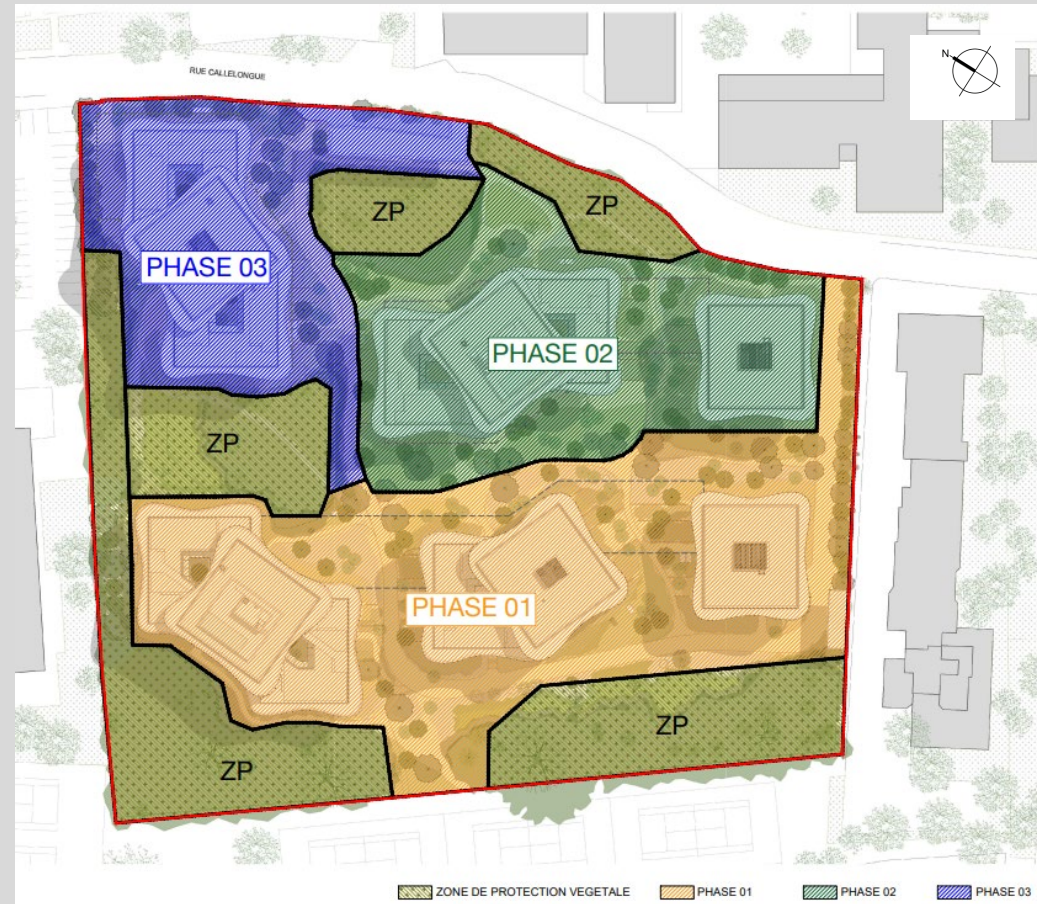 N
RUE CALLELONGUE
ZP
ZP
PHASE 03
PHASE 02
ZP
PHASE 01
ZP
ZP
ZONE DE PROTECTION VEGETALE
PHASE 01
PHASE 02
PHASE 03